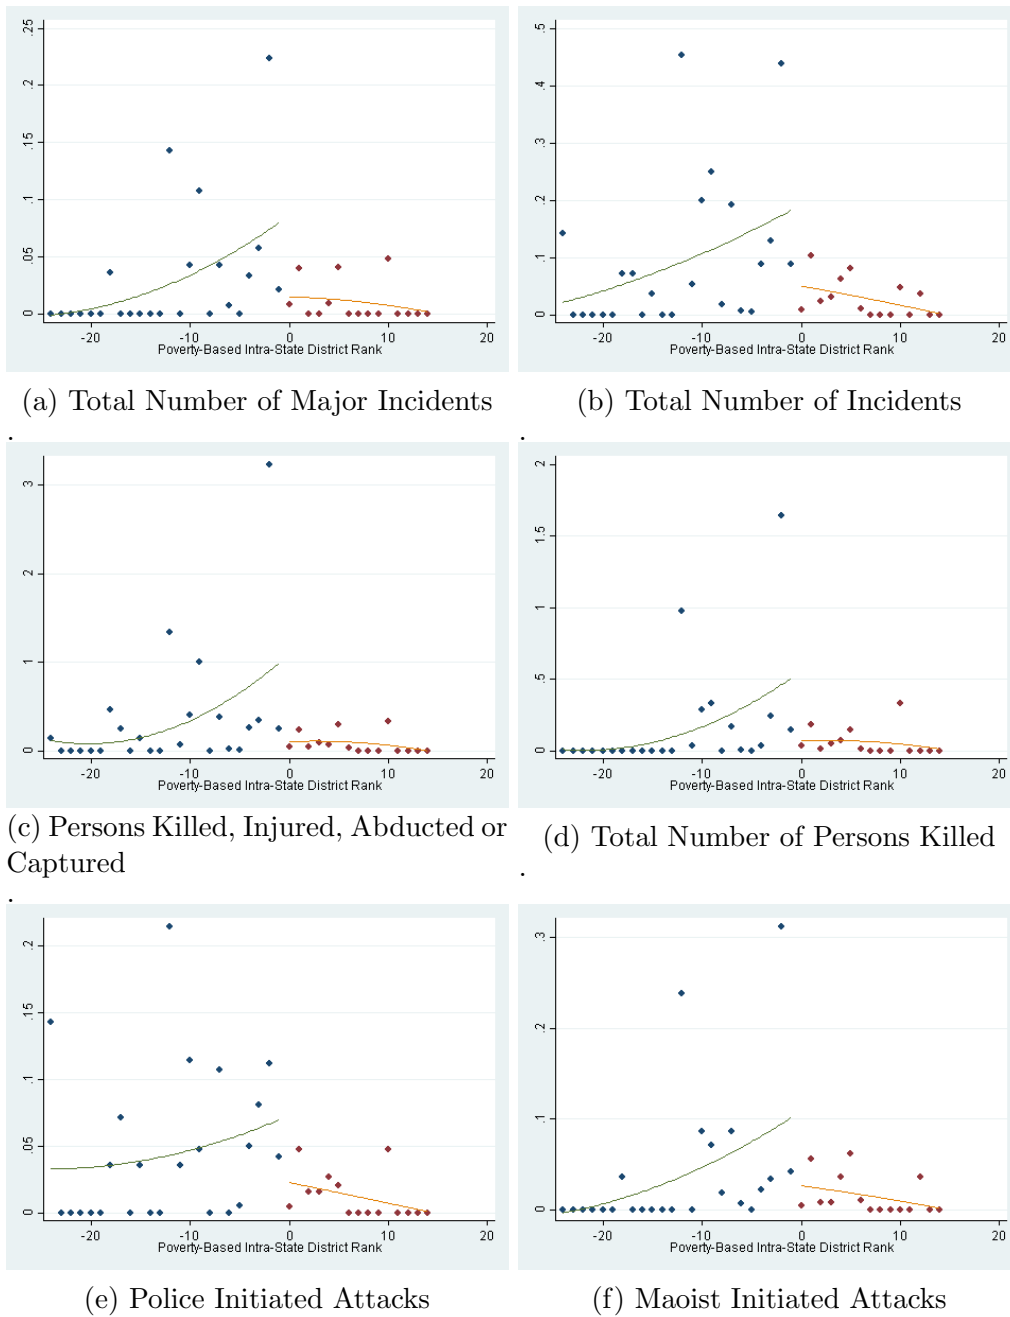 .25
.2
.15
.1
.05
0
-20 -10 0 10 20
Poverty-Based Intra-State District Rank
(a) Total Number of Major Incidents
.
.5
.4
.3
.2
.1
0
-20 -10 0 10 20
Poverty-Based Intra-State District Rank
(b) Total Number of Incidents
.
3
2
1
0
-20 -10 0 10 20
Poverty-Based Intra-State District Rank
(c) Persons Killed, Injured, Abducted or
Captured
.
2
1.5
1
.5
0
-20 -10 0 10 20
Poverty-Based Intra-State District Rank
(d) Total Number of Persons Killed
.
.2
.15
.1
.05
0
-20 -10 0 10 20
Poverty-Based Intra-State District Rank
(e) Police Initiated Attacks
.3
.2
.1
0
-20 -10 0 10 20
Poverty-Based Intra-State District Rank
(f) Maoist Initiated Attacks